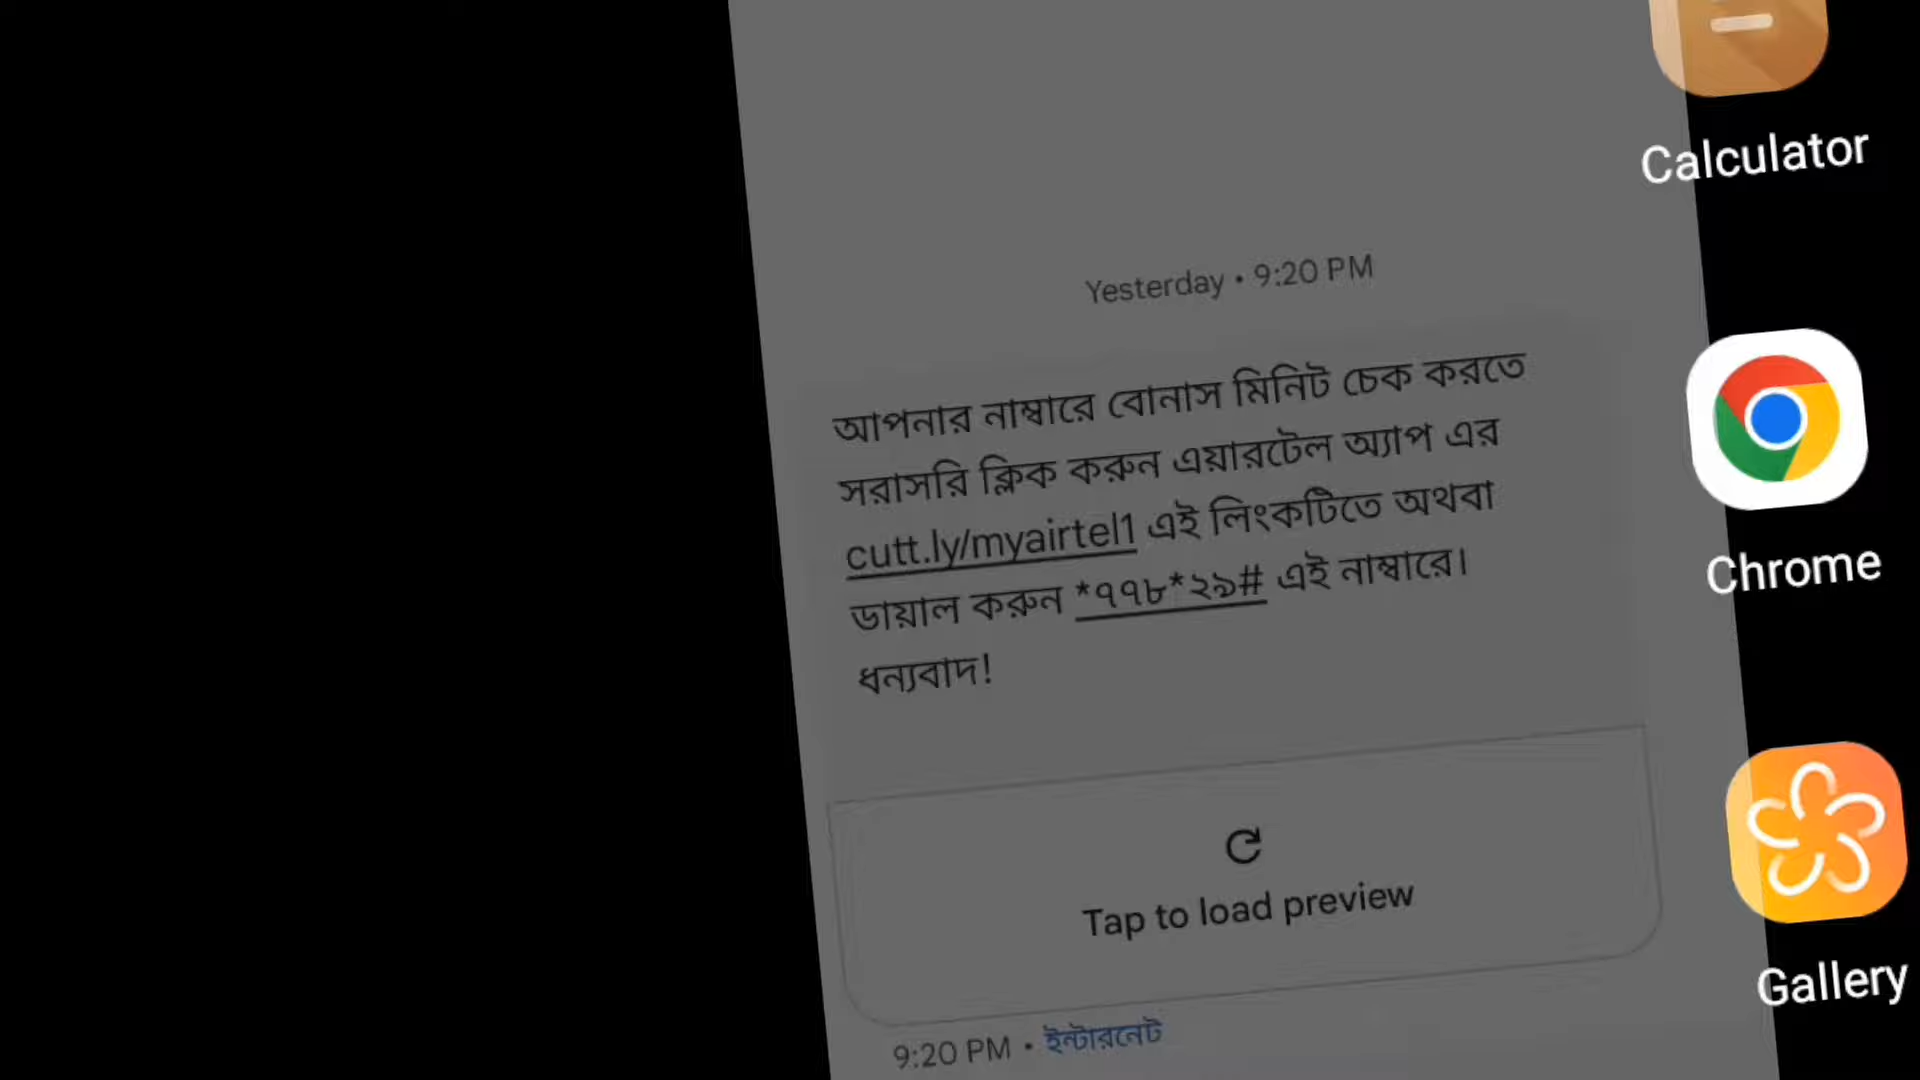 Yesterday • 9:20 PM
আপনার নাম্বারে বোনাস মিনিট চেক করতে
সরাসরি ক্লিক করুন এয়ারটেল অ্যাপ এর
cutt.ly/myairtel1 এই লিংকটিতে অথবা
ডায়াল করুন *৭৭৮*২৯# এই নাম্বারে।
ধন্যবাদ!
Tap to load preview
9:20 PM • ইন্টারনেট
Calculator
Chrome
Gallery